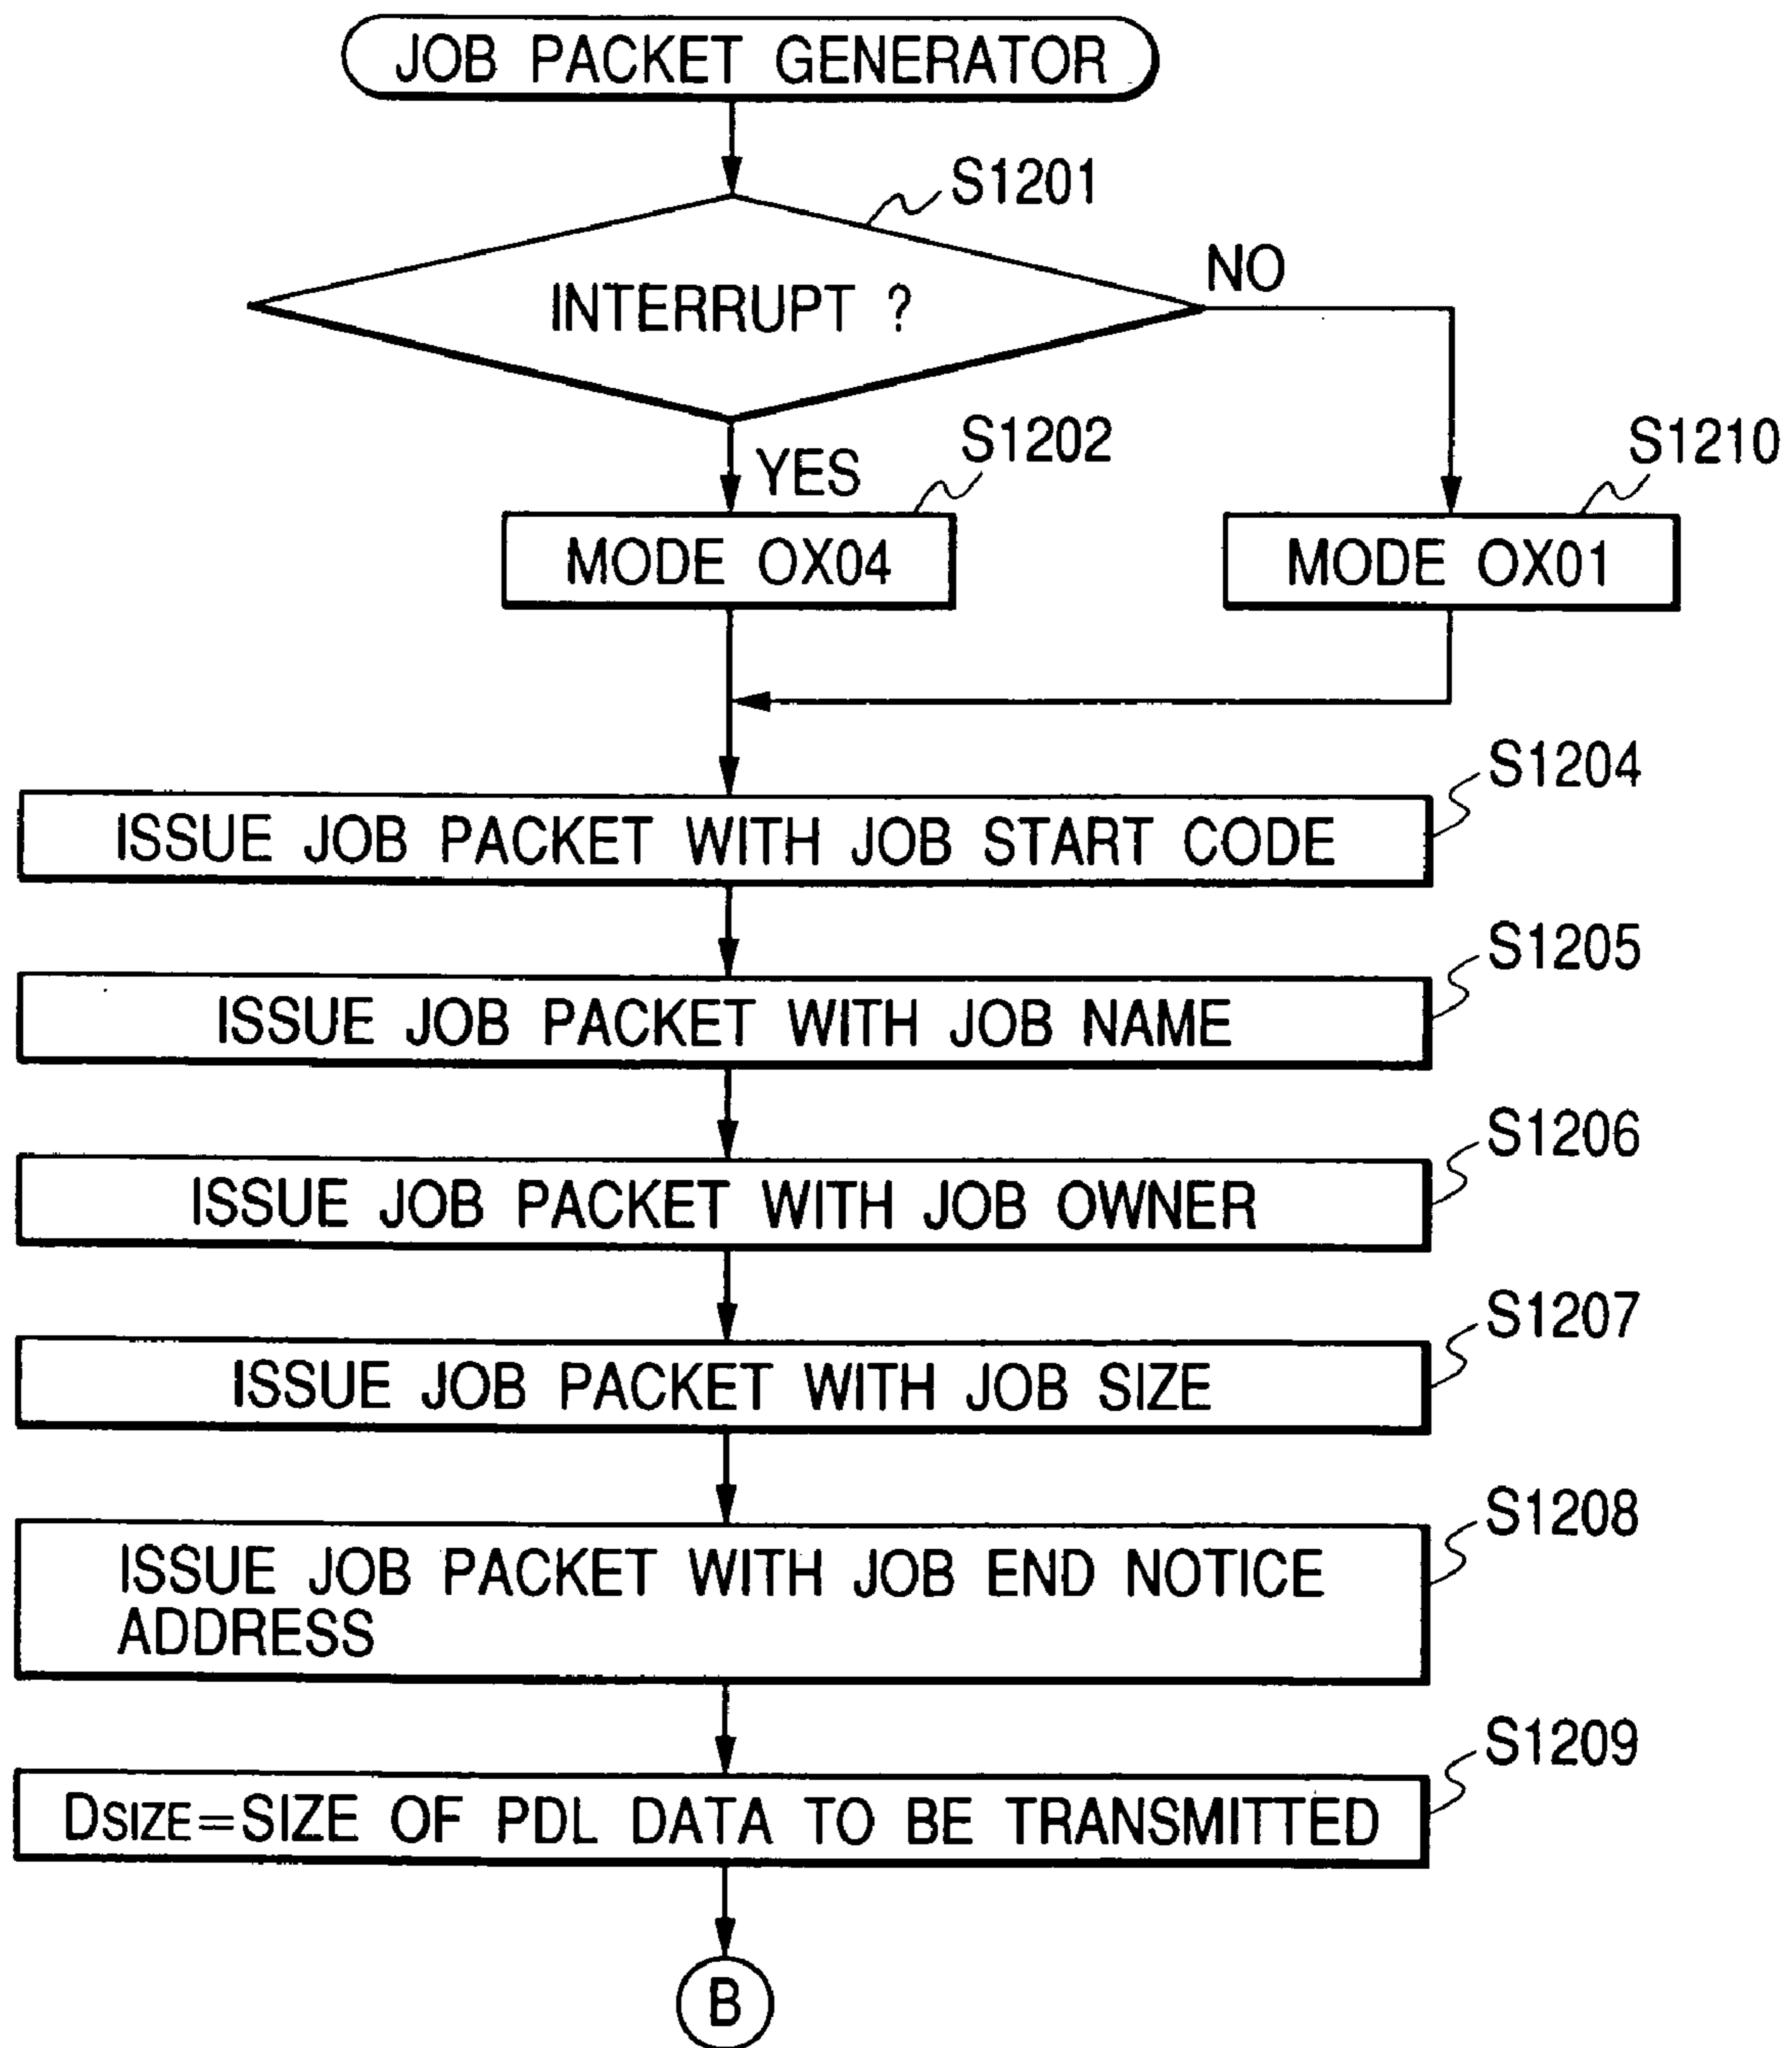 JOB PACKET GENERATOR
S1201
INTERRUPT ?
NO
YES
S1202
S1210
MODE OX04
MODE OX01
S1204
ISSUE JOB PACKET WITH JOB START CODE
S1205
ISSUE JOB PACKET WITH JOB NAME
S1206
ISSUE JOB PACKET WITH JOB OWNER
S1207
ISSUE JOB PACKET WITH JOB SIZE
S1208
ISSUE JOB PACKET WITH JOB END NOTICE
ADDRESS
S1209
DSIZE=SIZE OF PDL DATA TO BE TRANSMITTED
B